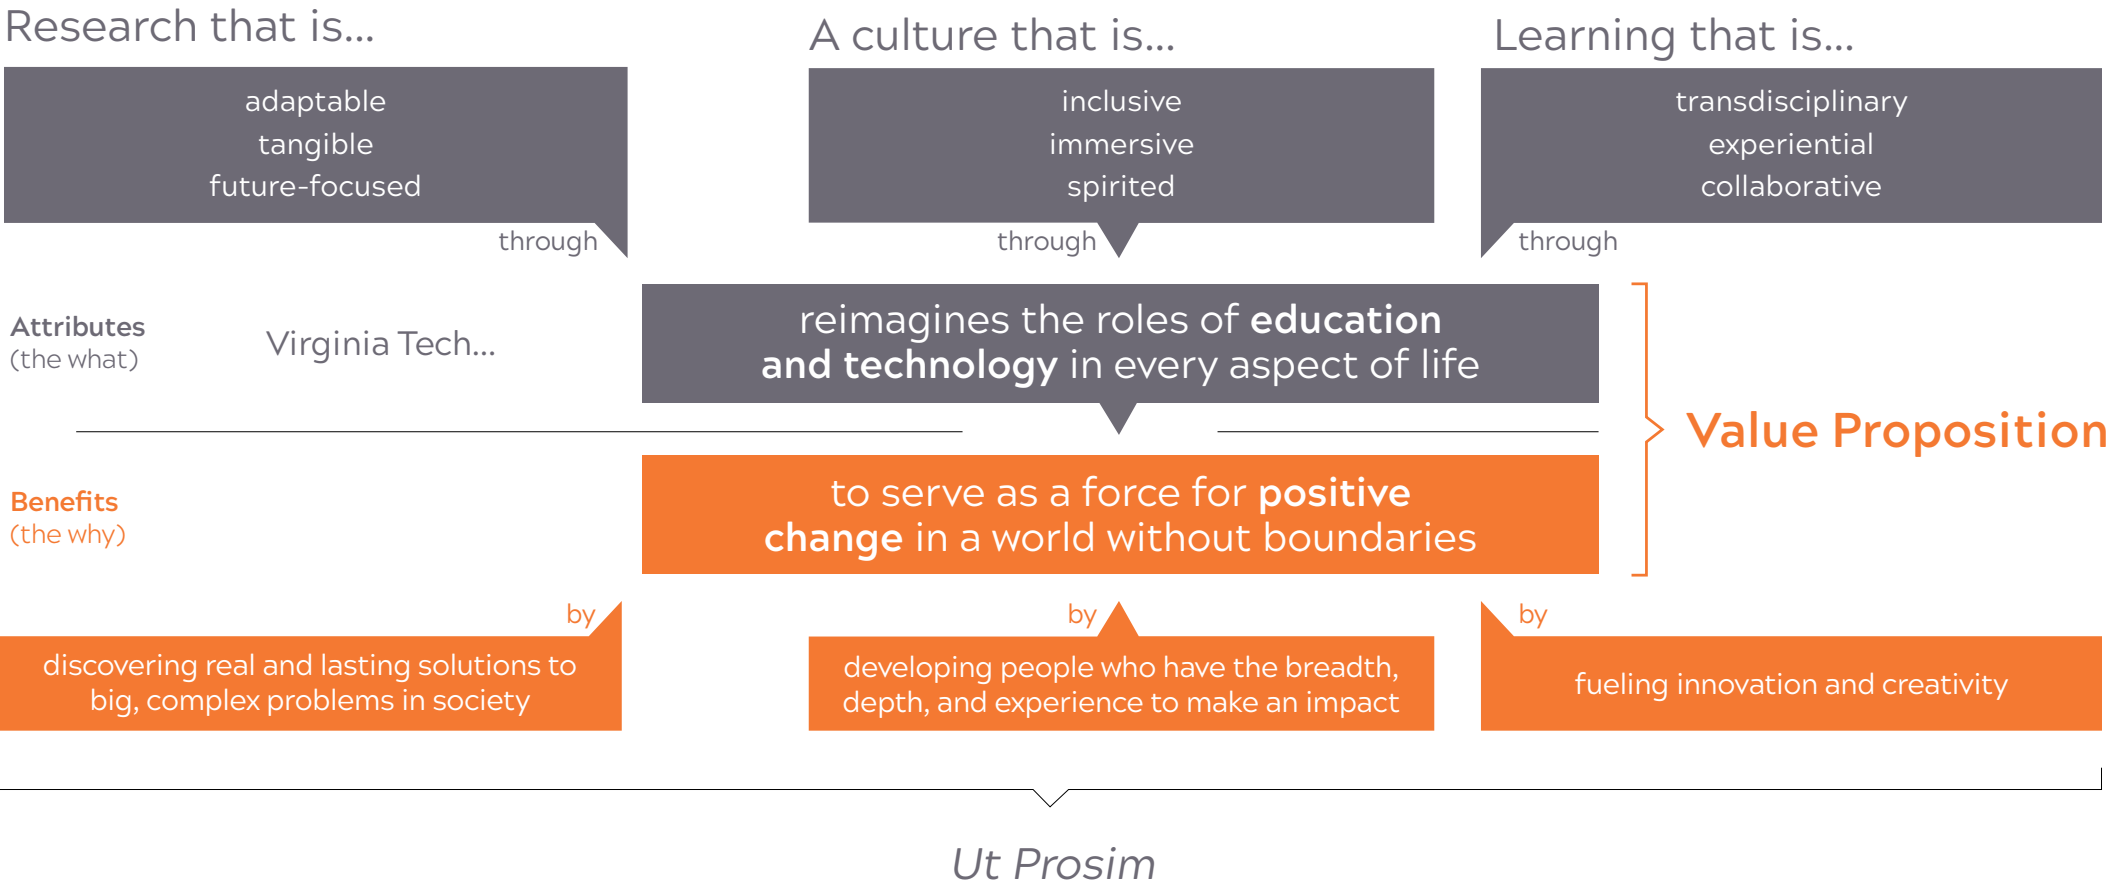 Research that is...
A culture that is...
Learning that is...
adaptable
tangible
future-focused
inclusive
immersive
spirited
transdisciplinary
experiential
collaborative
through
through
through
Attributes
(the what)
Virginia Tech...
reimagines the roles of education
and technology in every aspect of life
Value Proposition
Benefits
(the why)
to serve as a force for positive
change in a world without boundaries
by
by
by
discovering real and lasting solutions to
big, complex problems in society
developing people who have the breadth,
depth, and experience to make an impact
fueling innovation and creativity
Ut Prosim